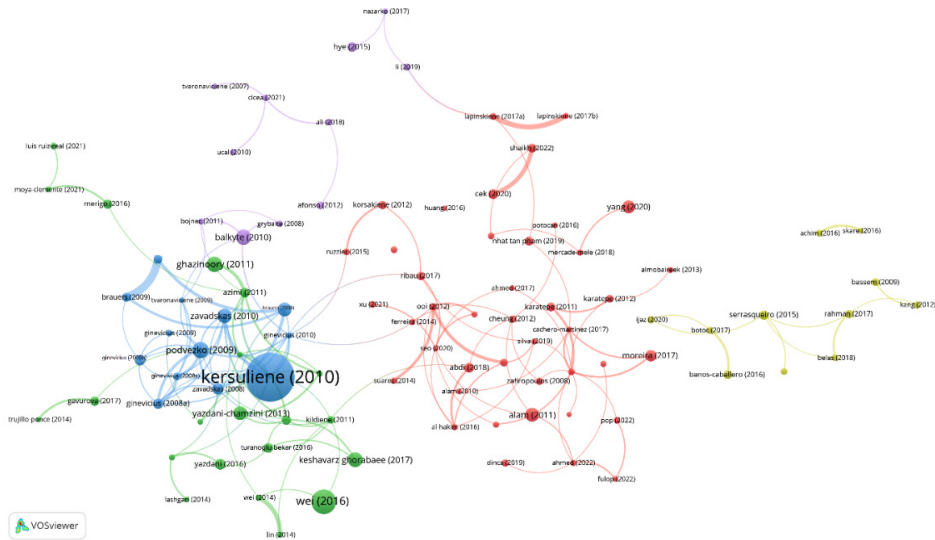 nazarko (2017)
hye (2015)
li (2019)
tvaronaviciene (2007)
cicea (2021)
ali (2018)
ucal (2010)
lapinskiene (2017a)
lapinskiene (2017b)
luis ruiz-real (2021)
shaikh (2022)
moya-clemente (2021)
merigo (2016)
cek (2020)
afonso (2012)
korsakiene (2012)
huang (2016)
yang (2020)
bojnec (2011)
grybaite (2008)
potocan (2016)
balkyte (2010)
nhat tan pham (2019)
achim (2016)
skare (2016)
ruzzier (2015)
mercade-mele (2018)
ghazinoory (2011)
ribau (2017)
almobaireek (2013)
bassem (2009)
azimi (2011)
ahmed (2017)
brauers (2009)
tvaronaviciene (2009)
xu (2021)
ooi (2012)
karatepe (2011)
karatepe (2012)
kang (2012)
zavadskas (2010)
ferreira (2014)
cheung (2012)
ijaz (2020)
serrasqueiro (2015)
rahman (2017)
ginevicius (2009)
ginevicius (2010)
cachero-martinez (2017)
botoc (2017)
silva (2019)
podvezko (2009)
seo (2020)
moreira (2017)
belas (2018)
abdi (2018)
kersuliene (2010)
suarez (2014)
zafiropoulos (2008)
banos-caballero (2016)
zavadskas (2008)
alam (2010)
gavurova (2017)
ginevicius (2008a)
yazdani-chamzini (2013)
alam (2011)
trujillo-ponce (2014)
kildiene (2011)
al-hakim (2016)
pop (2022)
turanoglu bekar (2016)
yazdani (2016)
keshavarz ghorabaee (2017)
dinca (2019)
ahmed (2022)
lashgari (2014)
wei (2014)
wei (2016)
fulop (2022)
lin (2014)
VOSviewer